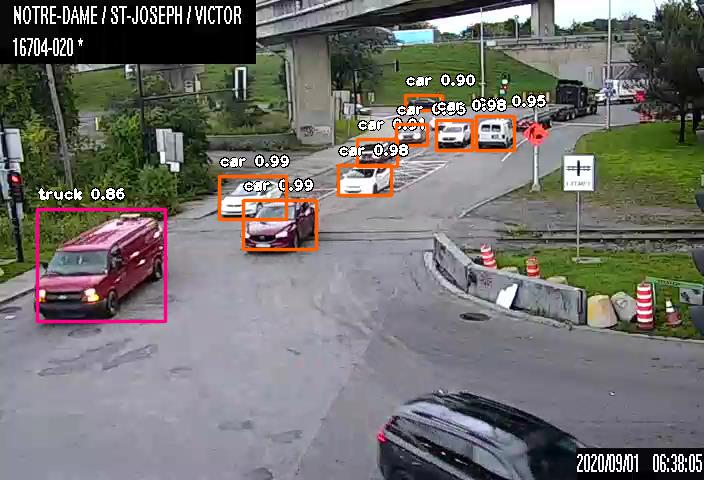 NOTRE-DAME / ST-JOSEPH / VICTOR
16704-020 *
car 0.90
car 0.98
0.95
car 0.98
car 0.99
car 0.99
truck 0.86
2020/09/01 06:38:05